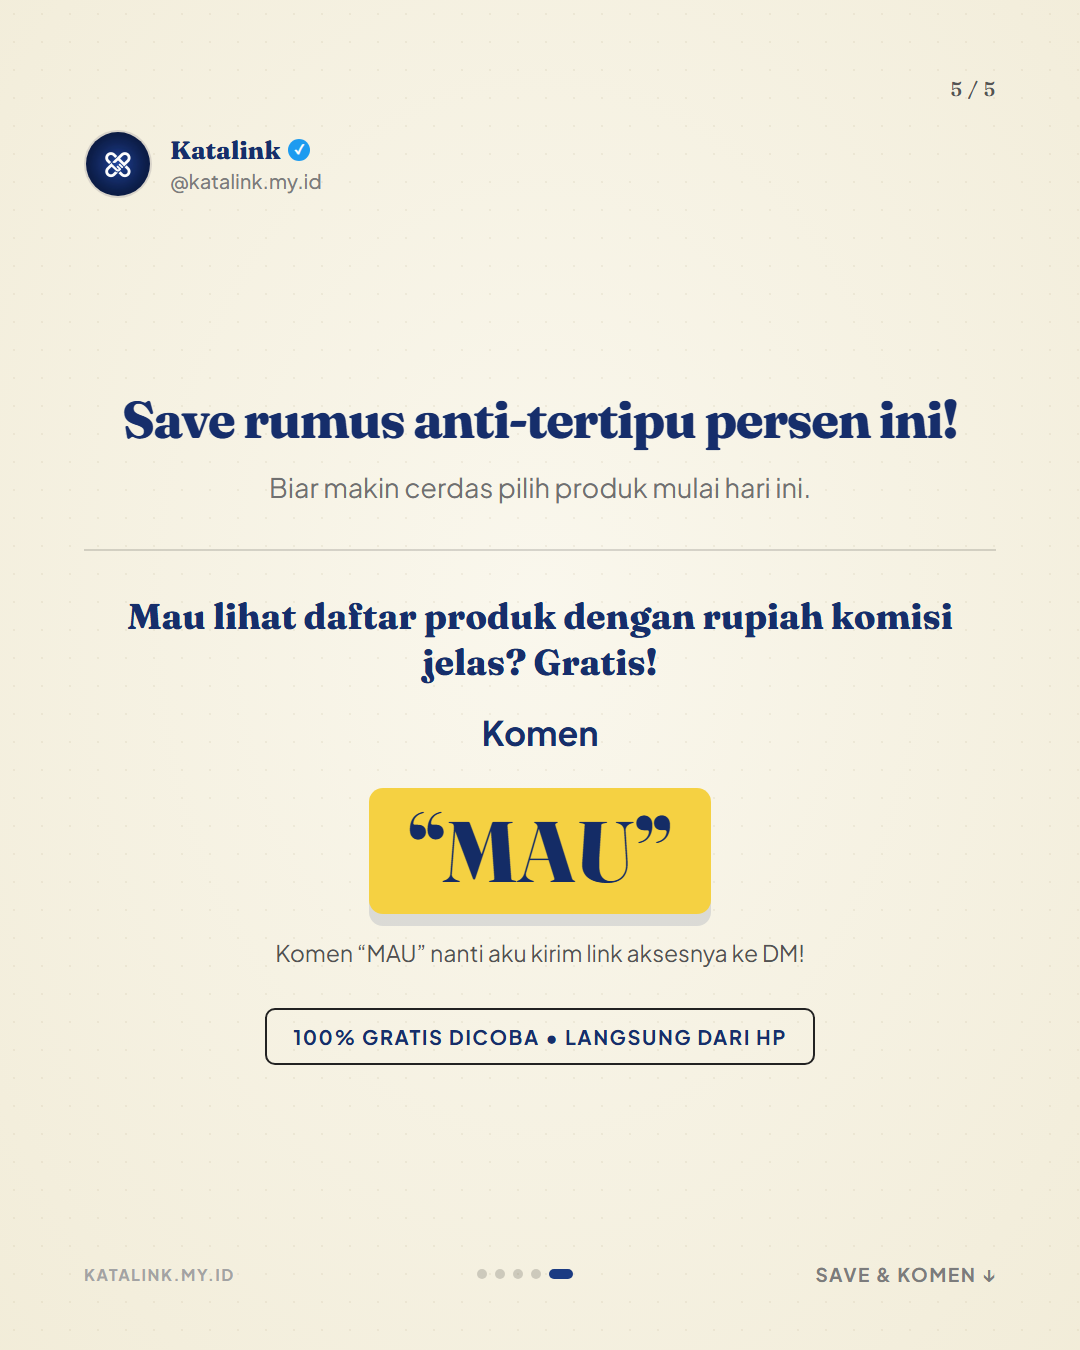 5 / 5
Katalink
@katalink.my.id
Save rumus anti-tertipu persen ini!
Biar makin cerdas pilih produk mulai hari ini.
Mau lihat daftar produk dengan rupiah komisi
jelas? Gratis!
Komen
“MAU”
Komen “MAU” nanti aku kirim link aksesnya ke DM!
100% GRATIS DICOBA ● LANGSUNG DARI HP
KATALINK.MY.ID
SAVE & KOMEN ↓